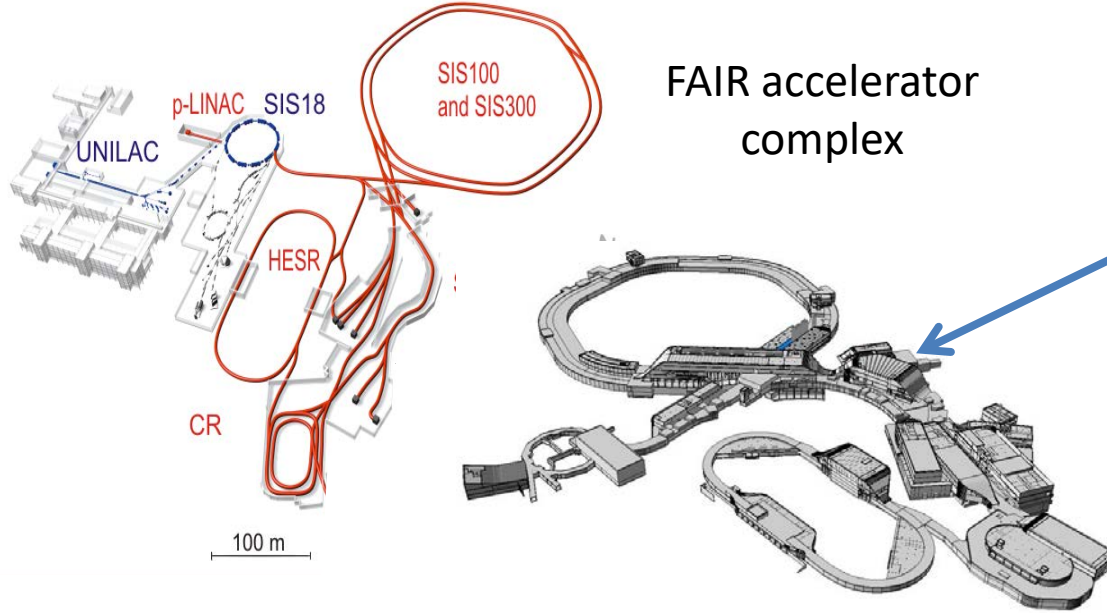 FAIR accelerator
complex
SIS100
and SIS300
p-LINAC
SIS18
UNILAC
HESR
CR
100 m